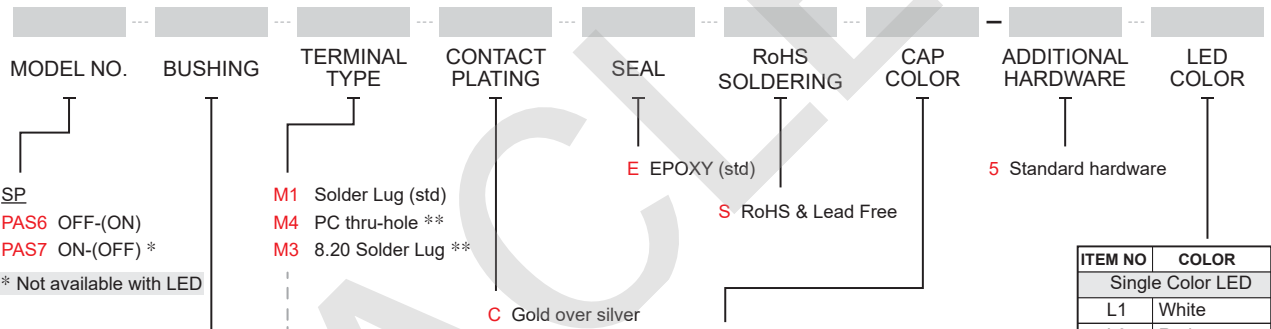 MODEL NO.
BUSHING
TERMINAL
TYPE
CONTACT
PLATING
SEAL
RoHS
SOLDERING
CAP
COLOR
–
ADDITIONAL
HARDWARE
LED
COLOR
SP
PAS6 OFF-(ON)
PAS7 ON-(OFF) *
* Not available with LED
M1 Solder Lug (std)
M4 PC thru-hole **
M3 8.20 Solder Lug **
C Gold over silver
E EPOXY (std)
S RoHS & Lead Free
5 Standard hardware
ITEM NO COLOR
Single Color LED
L1 White